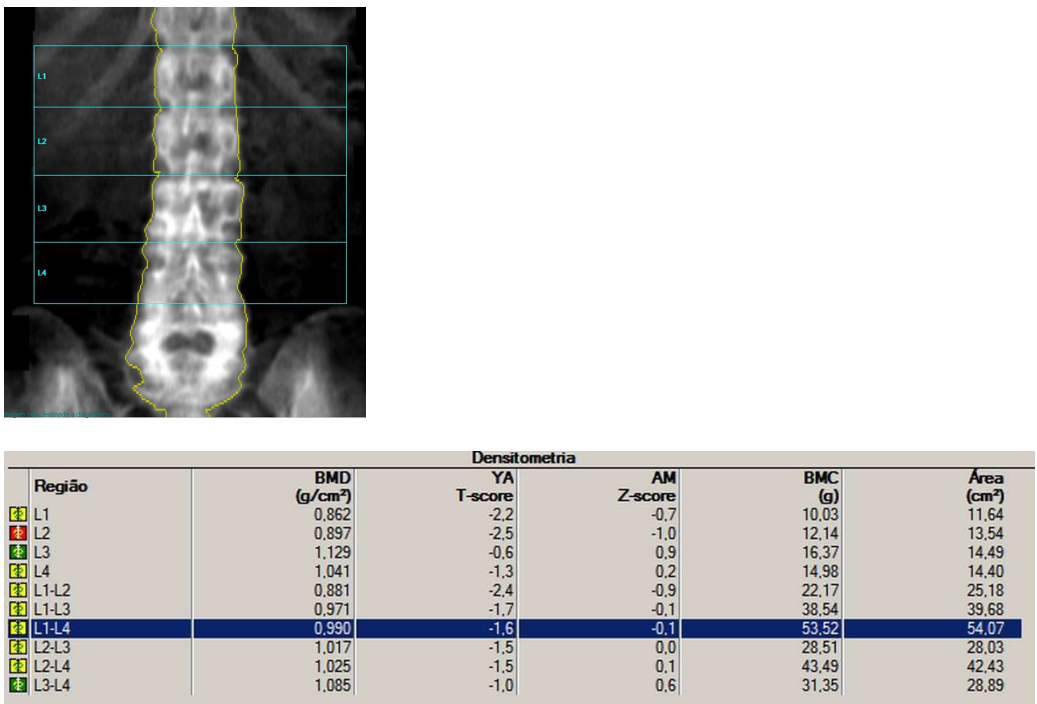 L1
L2
L3
L4
Densitometria
Região BMD (g/cm²) YA T-score AM Z-score BMC (g) Área (cm²)
L1 0,862 -2,2 -0,7 10,03 11,64
L2 0,897 -2,5 -1,0 12,14 13,54
L3 1,129 -0,6 0,9 16,37 14,49
L4 1,041 -1,3 0,2 14,98 14,40
L1-L2 0,881 -2,4 -0,9 22,17 25,18
L1-L3 0,971 -1,7 -0,1 38,54 39,68
L1-L4 0,990 -1,6 -0,1 53,52 54,07
L2-L3 1,017 -1,5 0,0 28,51 28,03
L2-L4 1,025 -1,5 0,1 43,49 42,43
L3-L4 1,085 -1,0 0,6 31,35 28,89